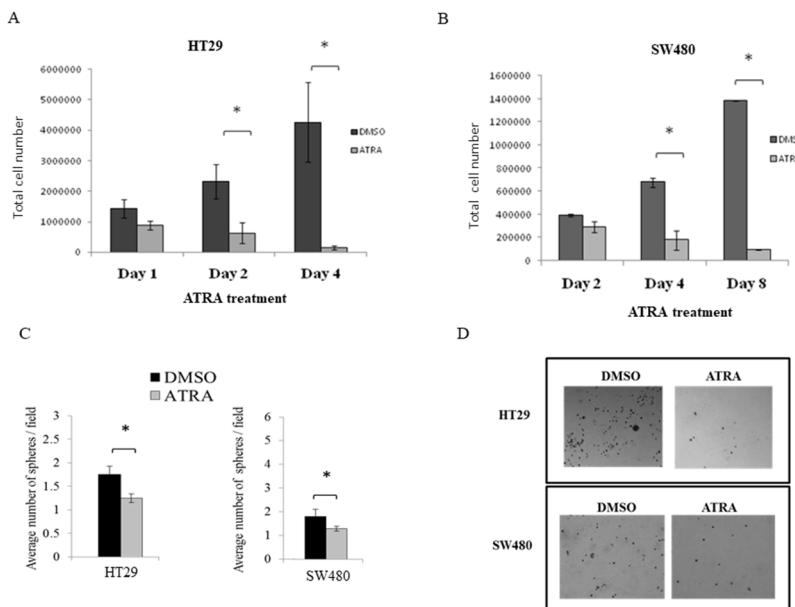 A
HT29
Total cell number
6000000
5000000
4000000
3000000
2000000
1000000
0
*
*
DMSO
ATRA
Day 1 Day 2 Day 4
ATRA treatment
B
SW480
Total cell number
1600000
1400000
1200000
1000000
800000
600000
400000
200000
0
*
*
DMS
ATR
Day 2 Day 4 Day 8
ATRA treatment
C
DMSO
ATRA
Average number of spheres / field
3
2.5
2
1.5
1
0.5
0
*
HT29
Average number of spheres / field
6
5
4
3
2
1
0
*
SW480
D
DMSO ATRA
HT29
DMSO ATRA
SW480